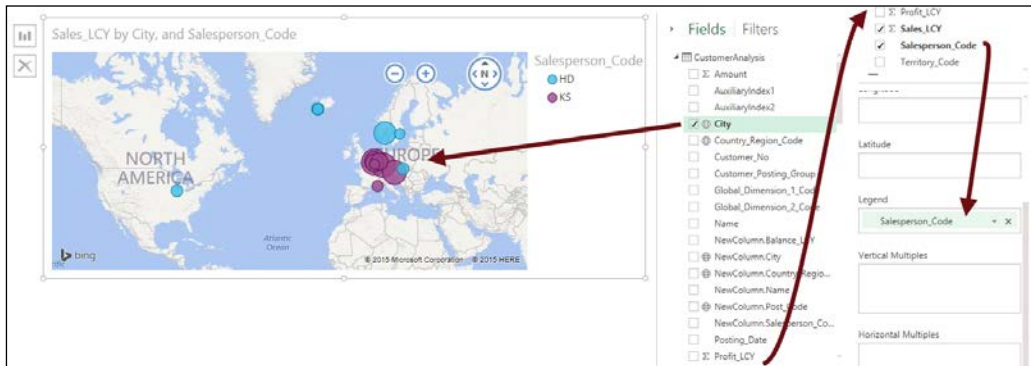 Sales_LCY by City, and Salesperson_Code
Salesperson_Code
HD
KS
N
NORTH
AMERICA
EUROPE
Atlantic
Ocean
bing
© 2015 Microsoft Corporation © 2015 HERE
Fields Filters
CustomerAnalysis
Σ Amount
AuxiliaryIndex1
AuxiliaryIndex2
City
Country_Region_Code
Customer_No
Customer_Posting_Group
Global_Dimension_1_Code
Global_Dimension_2_Code
Name
NewColumn.Balance_LCY
NewColumn.City
NewColumn.Country_Regio...
NewColumn.Name
NewColumn.Post_Code
NewColumn.Salesperson_Co...
Posting_Date
Σ Profit_LCY
Σ Profit_LCY
Σ Sales_LCY
Salesperson_Code
Territory_Code
Latitude
Legend
Salesperson_Code
Vertical Multiples
Horizontal Multiples